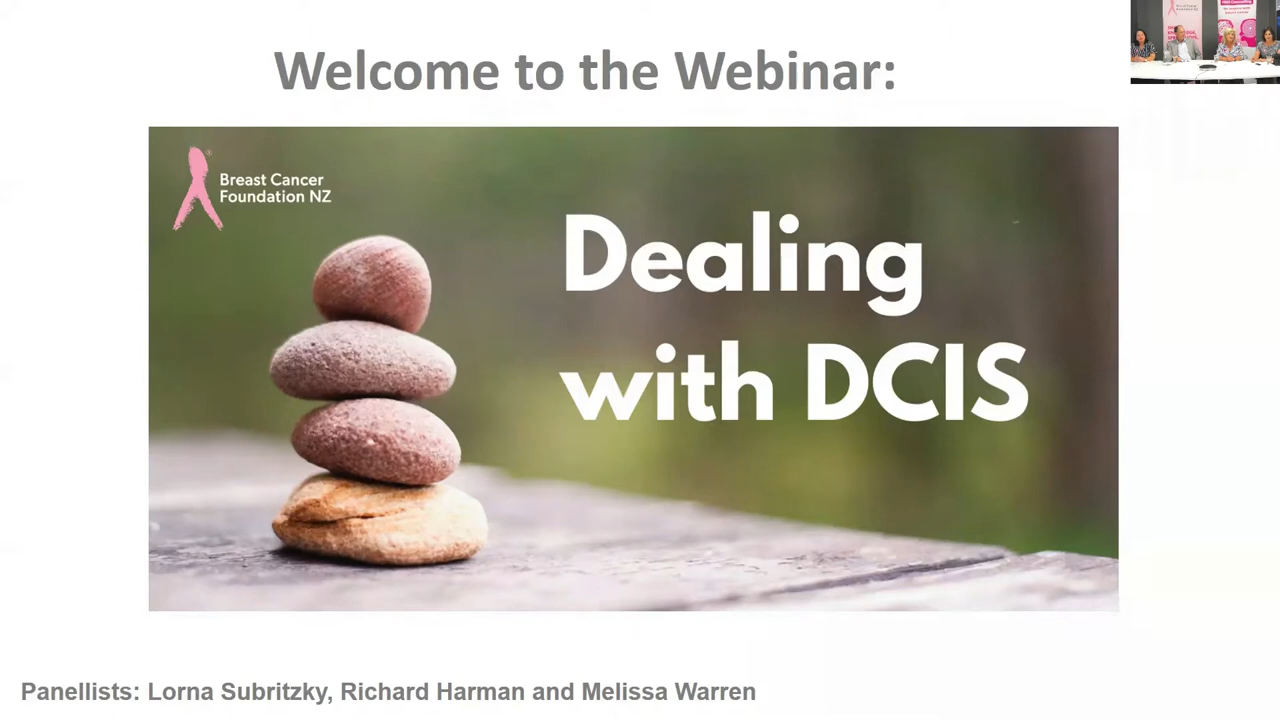 Welcome to the Webinar:
Breast Cancer
Foundation NZ
Dealing
with DCIS
Panellists: Lorna Subritzky, Richard Harman and Melissa Warren